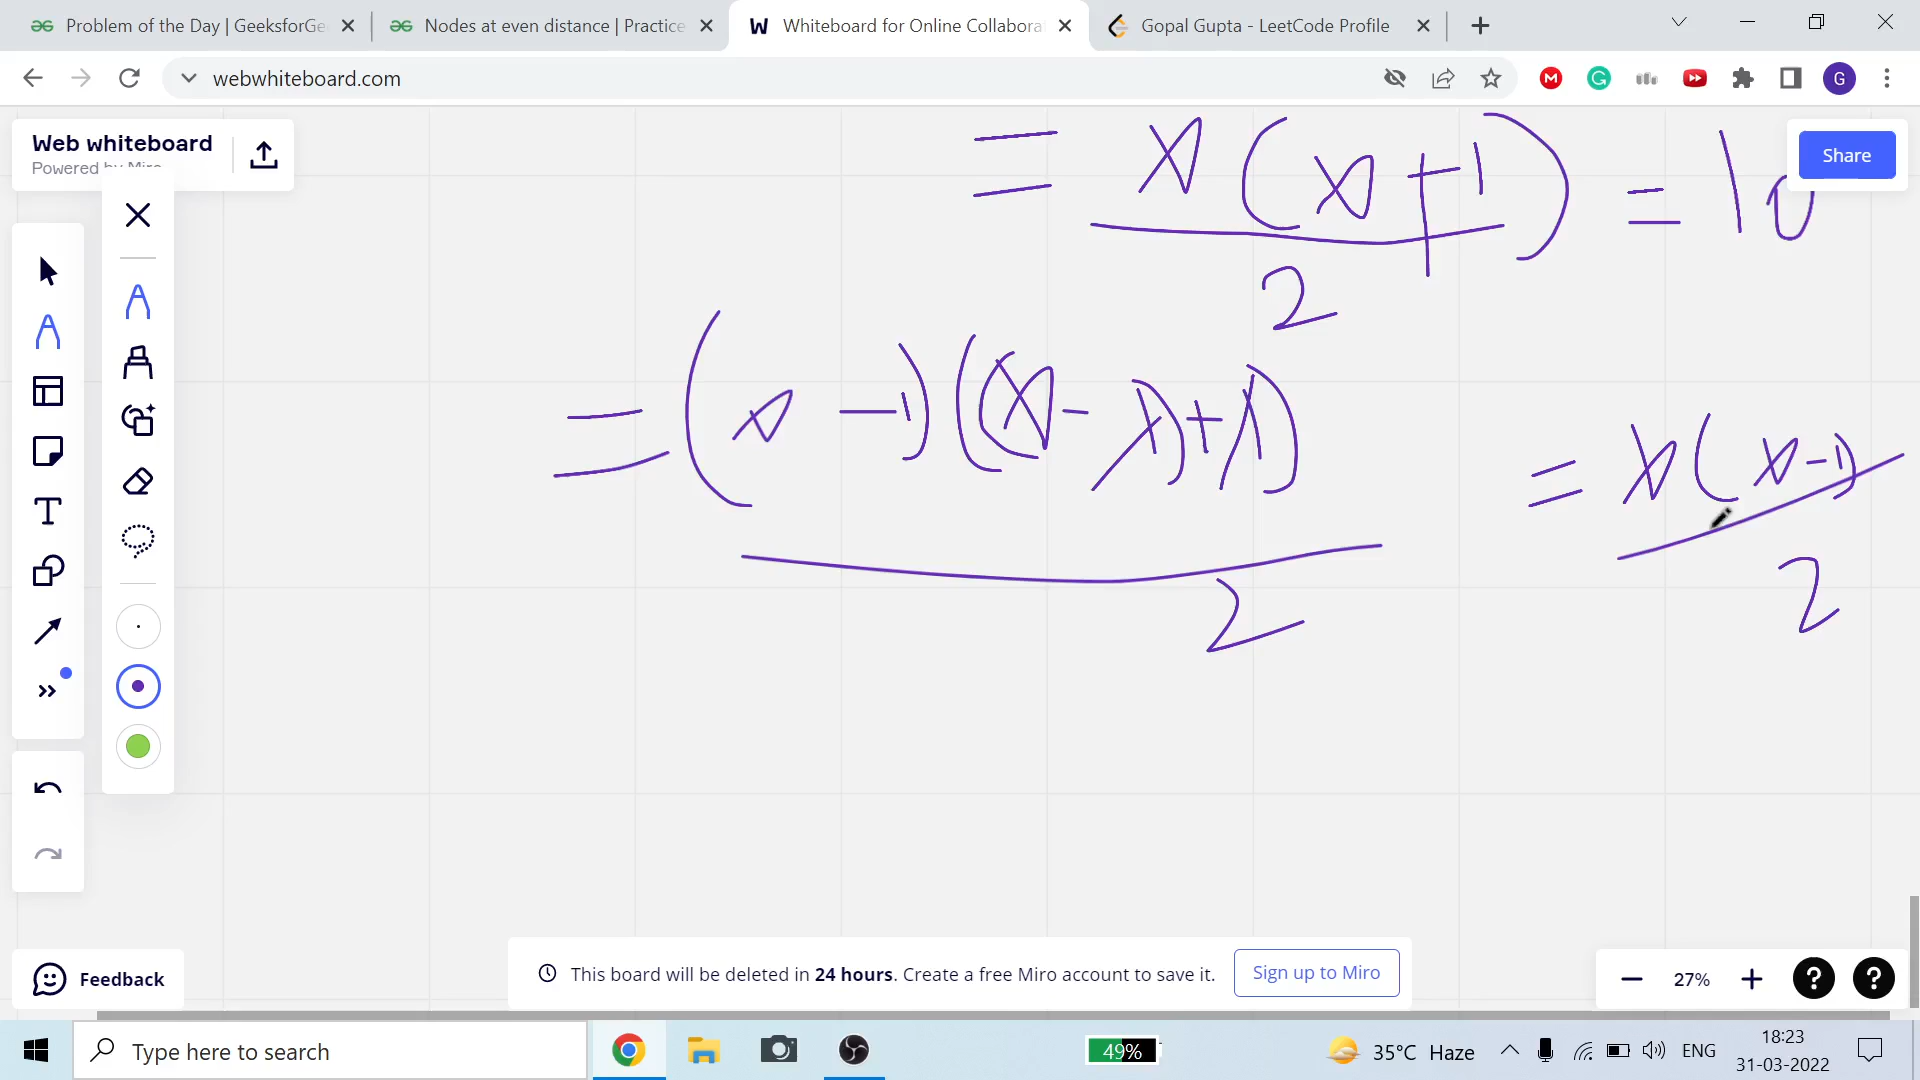 Problem of the Day | GeeksforGe
Nodes at even distance | Practice
Whiteboard for Online Collabora
Gopal Gupta - LeetCode Profile
webwhiteboard.com
G
Web whiteboard
Powered by Miro
Share
= x(x+1) = 10
2
= (x-1)((x-1)+1)
2
= x(x-1)
2
Feedback
This board will be deleted in 24 hours. Create a free Miro account to save it.
Sign up to Miro
27%
Type here to search
49%
35°C Haze
ENG
18:23
31-03-2022